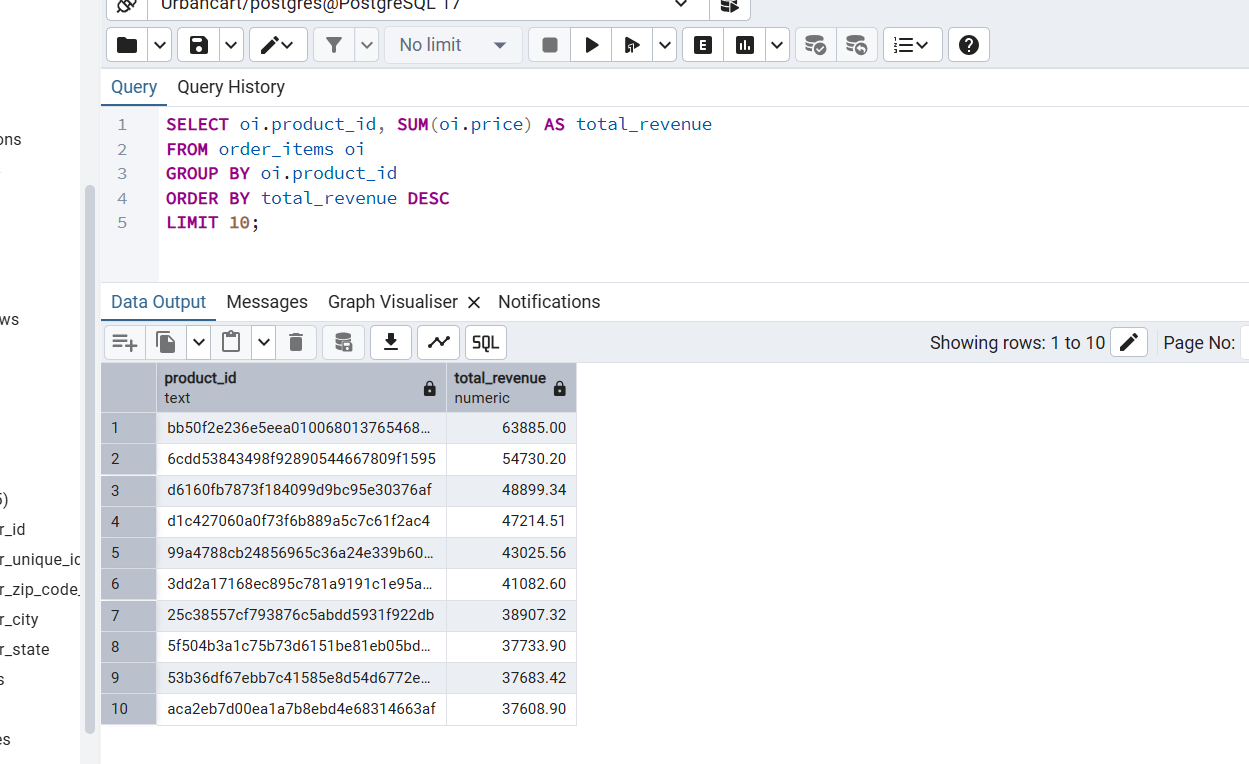 Urbancart/postgres@PostgreSQL 17
No limit
E
SQL
Query Query History
1 SELECT oi.product_id, SUM(oi.price) AS total_revenue
2 FROM order_items oi
3 GROUP BY oi.product_id
4 ORDER BY total_revenue DESC
5 LIMIT 10;
Data Output Messages Graph Visualiser Notifications
Showing rows: 1 to 10 Page No:
product_id total_revenue
text numeric
1 bb50f2e236e5eea010068013765468... 63885.00
2 6cdd53843498f92890544667809f1595 54730.20
3 d6160fb7873f184099d9bc95e30376af 48899.34
4 d1c427060a0f73f6b889a5c7c61f2ac4 47214.51
5 99a4788cb24856965c36a24e339b60... 43025.56
6 3dd2a17168ec895c781a9191c1e95a... 41082.60
7 25c38557cf793876c5abdd5931f922db 38907.32
8 5f504b3a1c75b73d6151be81eb05bd... 37733.90
9 53b36df67ebb7c41585e8d54d6772e... 37683.42
10 aca2eb7d00ea1a7b8ebd4e68314663af 37608.90
ons
ws
r_id
r_unique_ic
r_zip_code_
r_city
r_state
s
es